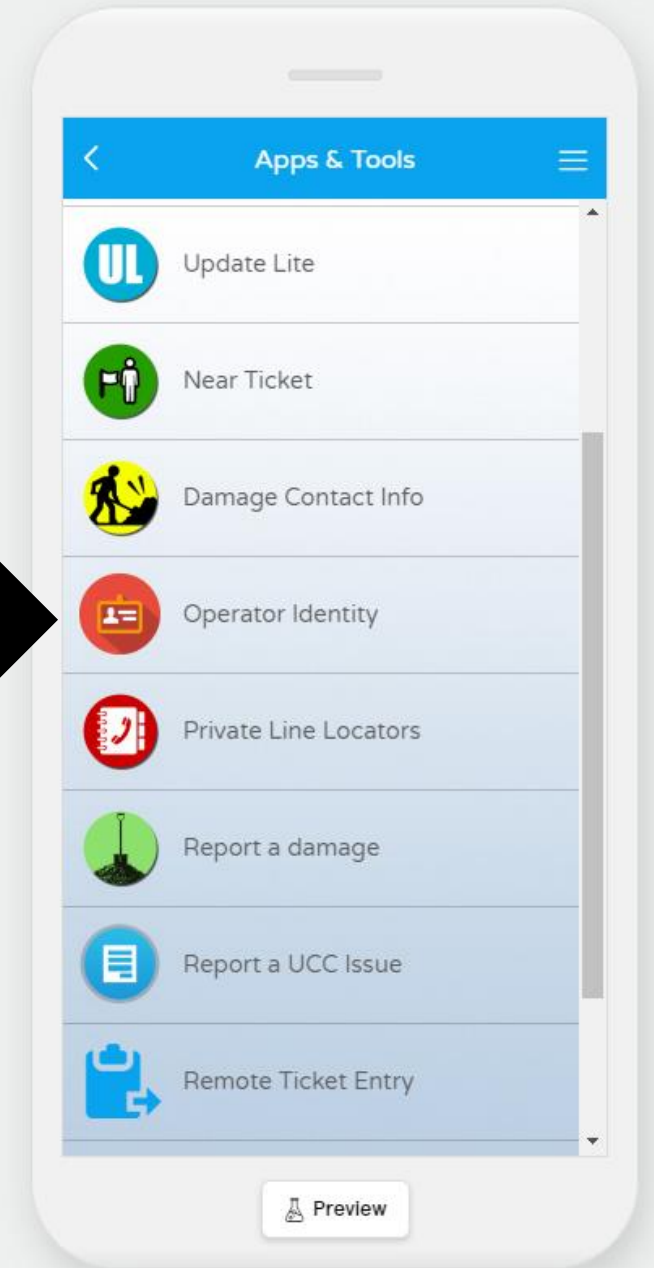 Apps & Tools
UL
Update Lite
Near Ticket
Damage Contact Info
Operator Identity
Private Line Locators
Report a damage
Report a UCC Issue
Remote Ticket Entry
Preview